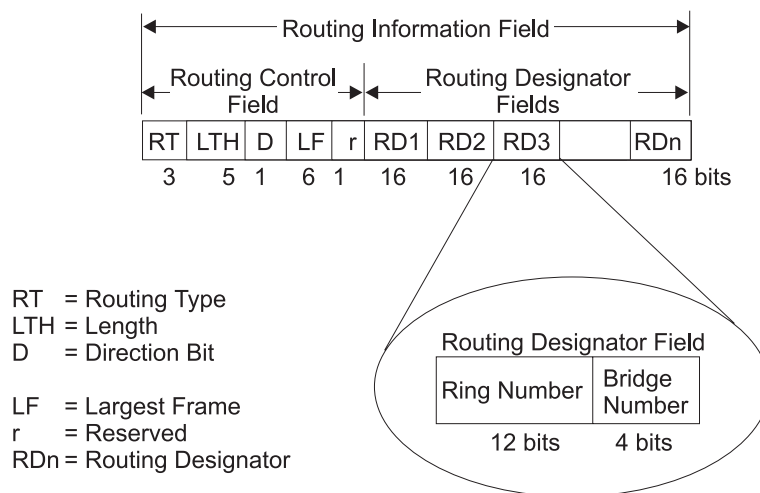 Routing Information Field
Routing Control Field
Routing Designator Fields
RT LTH D LF r RD1 RD2 RD3 RDn
3 5 1 6 1 16 16 16 16 bits
RT = Routing Type
LTH = Length
D = Direction Bit
LF = Largest Frame
r = Reserved
RDn = Routing Designator
Routing Designator Field
Ring Number
Bridge Number
12 bits 4 bits